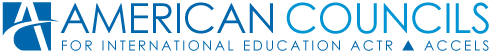 AMERICAN COUNCILS
FOR INTERNATIONAL EDUCATION ACTR ▲ ACCELS